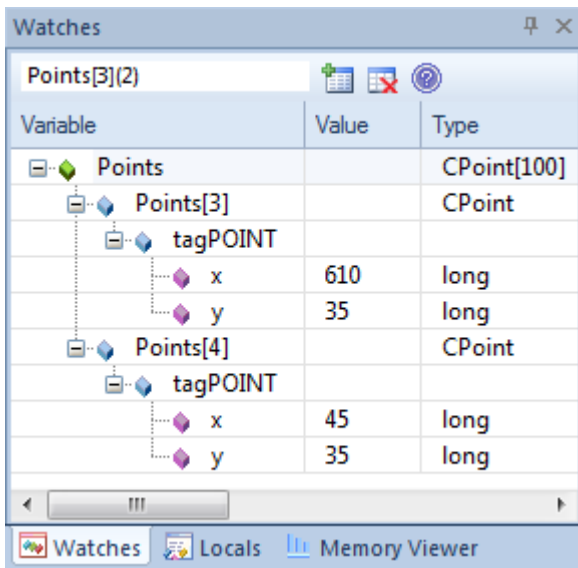 Watches
Points[3](2)
Variable Value Type
Points CPoint[100]
Points[3] CPoint
tagPOINT
x 610 long
y 35 long
Points[4] CPoint
tagPOINT
x 45 long
y 35 long
Watches Locals Memory Viewer